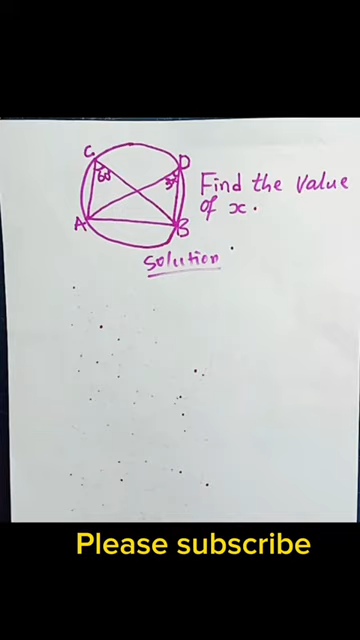 C
D
60
A
B
Find the value
of x.
Solution
Please subscribe